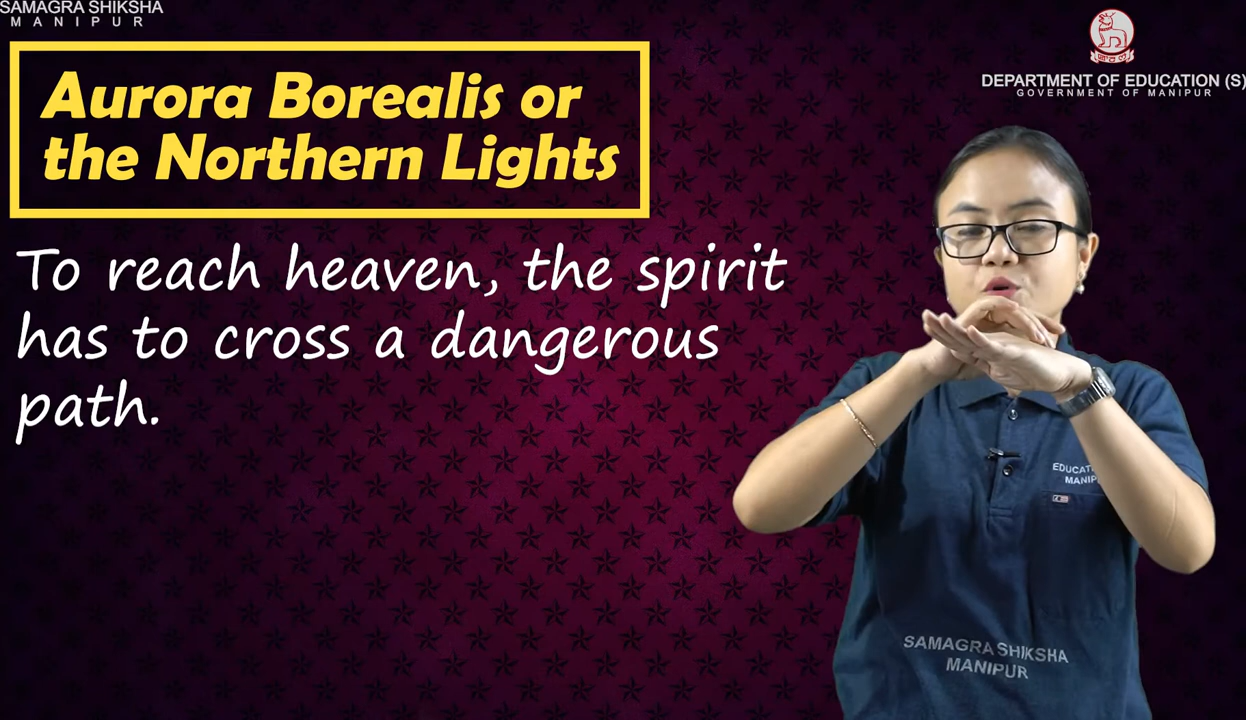 SAMAGRA SHIKSHA
MANIPUR
DEPARTMENT OF EDUCATION (S)
GOVERNMENT OF MANIPUR
Aurora Borealis or
the Northern Lights
To reach heaven, the spirit
has to cross a dangerous
path.
SAMAGRA SHIKSHA
MANIPUR